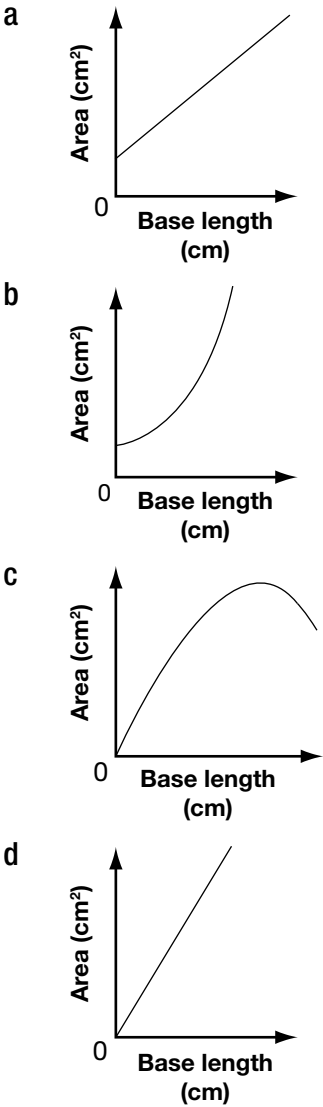 a
Area (cm²)
0
Base length
(cm)
b
Area (cm²)
0
Base length
(cm)
c
Area (cm²)
0
Base length
(cm)
d
Area (cm²)
0
Base length
(cm)